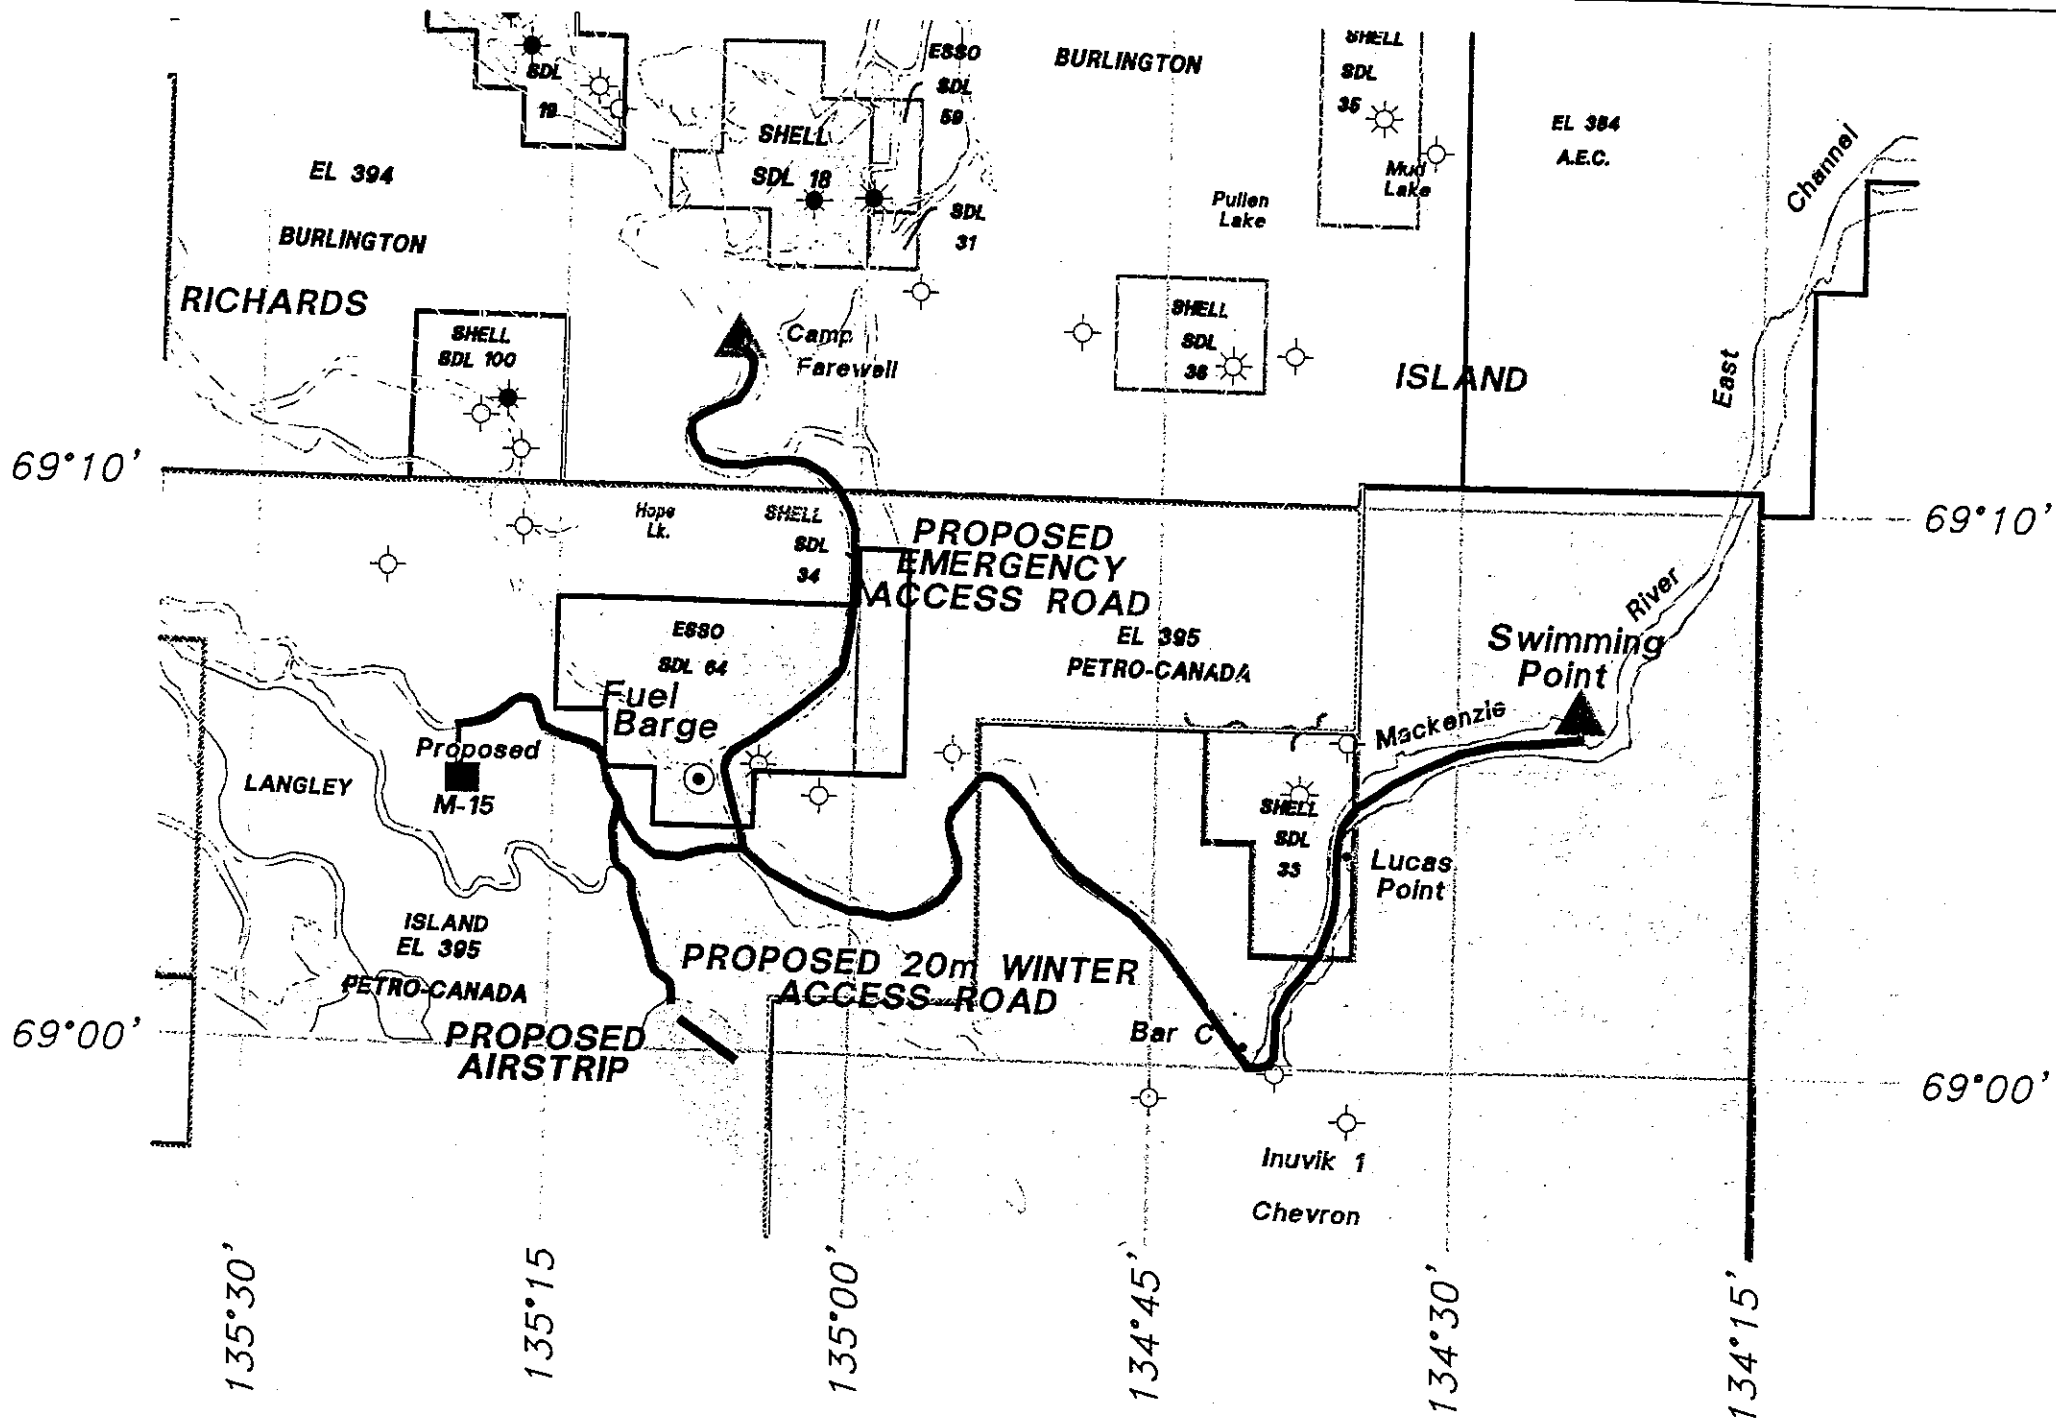 SDL
19
SHELL
SDL 18
ESSO
SDL
59
BURLINGTON
SHELL
SDL
35
Mud
Lake
EL 384
A.E.C.
East
Channel
EL 394
BURLINGTON
RICHARDS
SDL
31
Pullen
Lake
SHELL
SDL 100
Camp
Farewell
SHELL
SDL
36
ISLAND
69°10'
Hope
Lk.
SHELL
SDL
34
PROPOSED
EMERGENCY
ACCESS ROAD
69°10'
ESSO
SDL 64
EL 395
PETRO-CANADA
Mackenzie
River
Swimming
Point
Fuel
Barge
Proposed
M-15
LANGLEY
SHELL
SDL
33
Lucas
Point
ISLAND
EL 395
PETRO-CANADA
PROPOSED 20m WINTER
ACCESS ROAD
69°00'
PROPOSED
AIRSTRIP
Bar C
69°00'
Inuvik 1
Chevron
135°30'
135°15
135°00'
134°45'
134°30'
134°15'